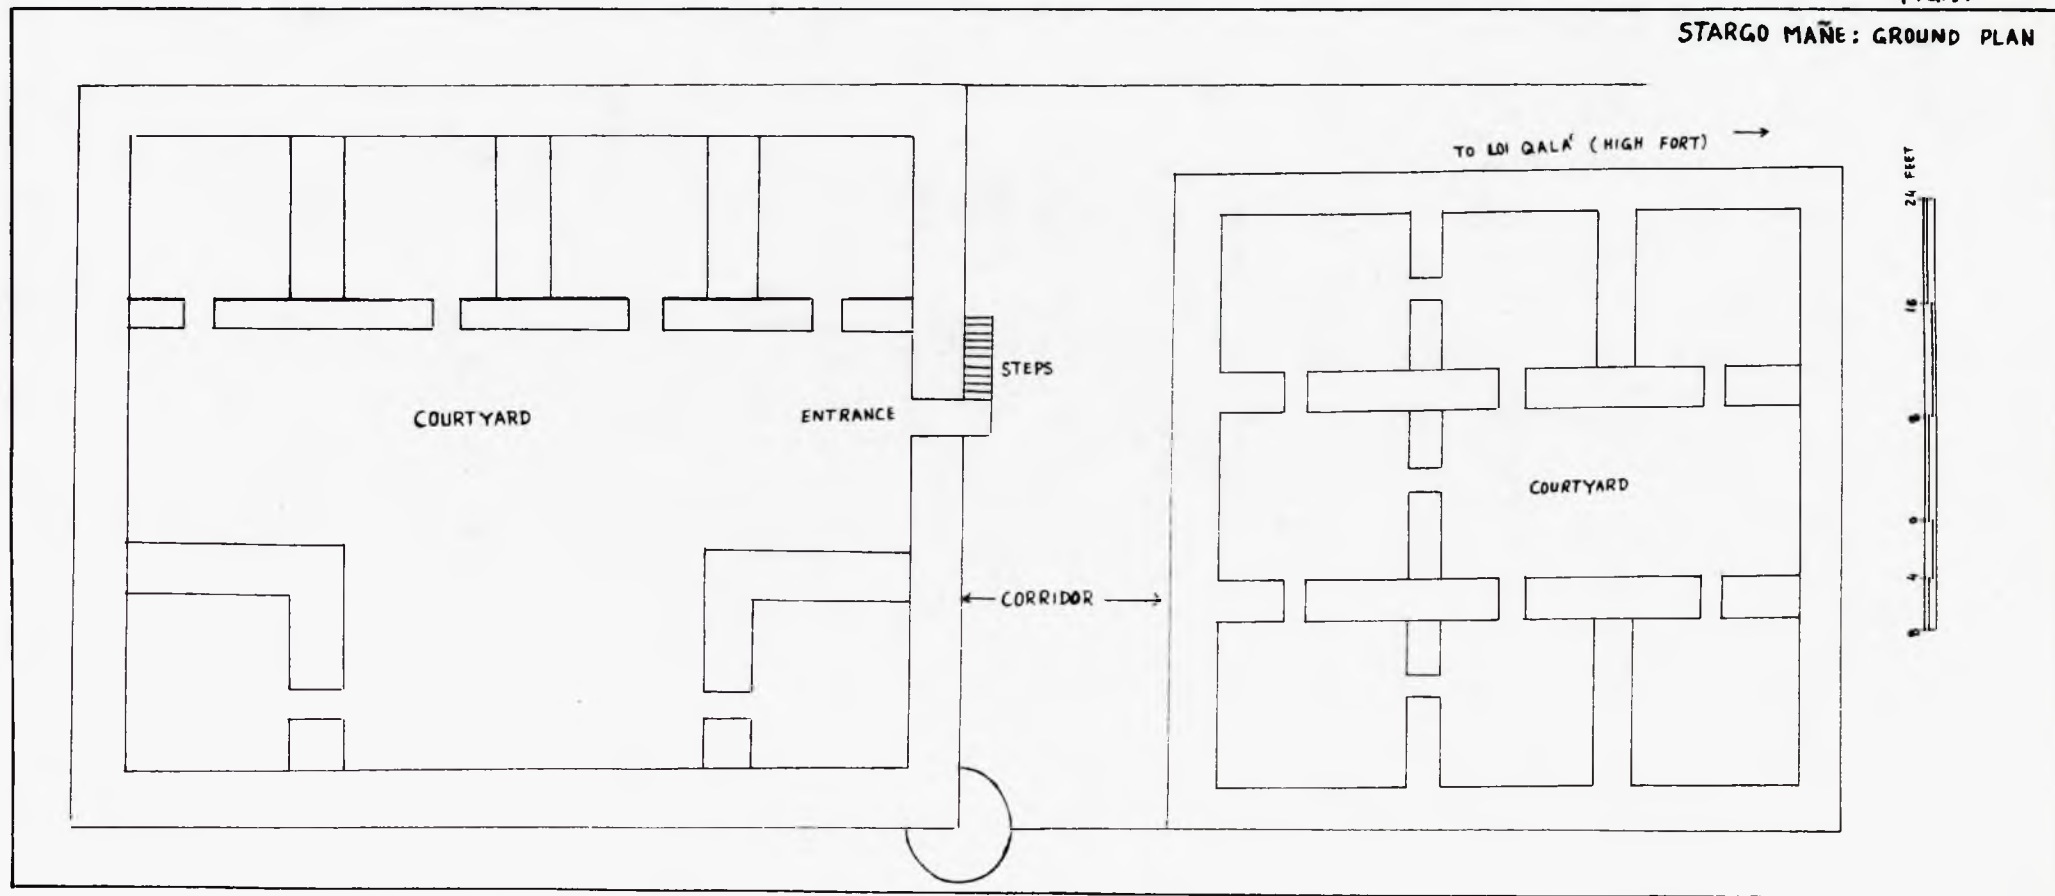 STARGO MAÑE: GROUND PLAN
TO LOI QALA' (HIGH FORT)
24 FEET
16
8
0
4
8
STEPS
COURTYARD
ENTRANCE
COURTYARD
CORRIDOR